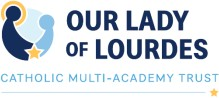 OUR LADY
OF LOURDES
CATHOLIC MULTI-ACADEMY TRUST